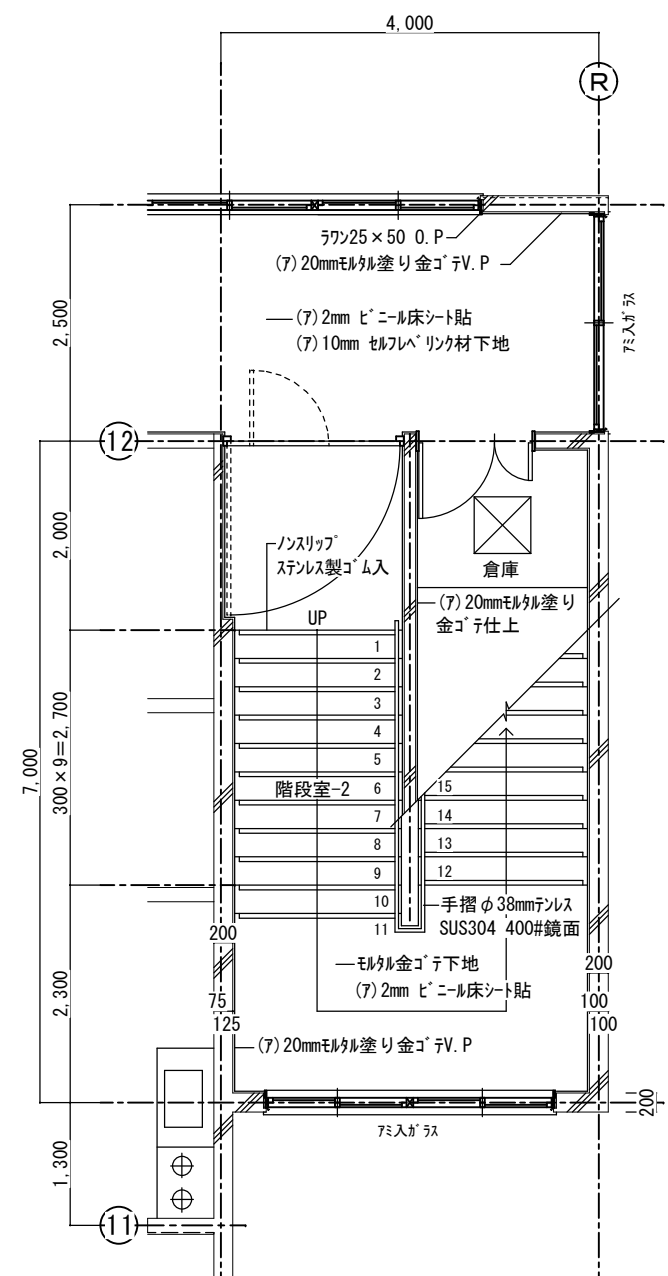 4,000
R
ﾗﾜﾝ25×50 O.P
(ア)20mmﾓﾙﾀﾙ塗り金ｺﾞﾃV.P
アミ入ｶﾞﾗｽ
(ア)2mm ﾋﾞﾆｰﾙ床ｼｰﾄ貼
(ア)10mm ｾﾙﾌﾚﾍﾞﾘﾝｸ材下地
2,500
12
2,000
ﾉﾝｽﾘｯﾌﾟ
ｽﾃﾝﾚｽ製ｺﾞﾑ入
倉庫
(ア)20mmﾓﾙﾀﾙ塗り
金ｺﾞﾃ仕上
UP
1
2
3
4
5
階段室-2
6
7
8
9
10
11
15
14
13
12
7,000
300×9=2,700
手摺φ38mmﾃﾝﾚｽ
SUS304 400#鏡面
200
ﾓﾙﾀﾙ金ｺﾞﾃ下地
(ア)2mm ﾋﾞﾆｰﾙ床ｼｰﾄ貼
200
75
125
100
100
2,300
(ア)20mmﾓﾙﾀﾙ塗り金ｺﾞﾃV.P
200
アミ入ｶﾞﾗｽ
1,300
11